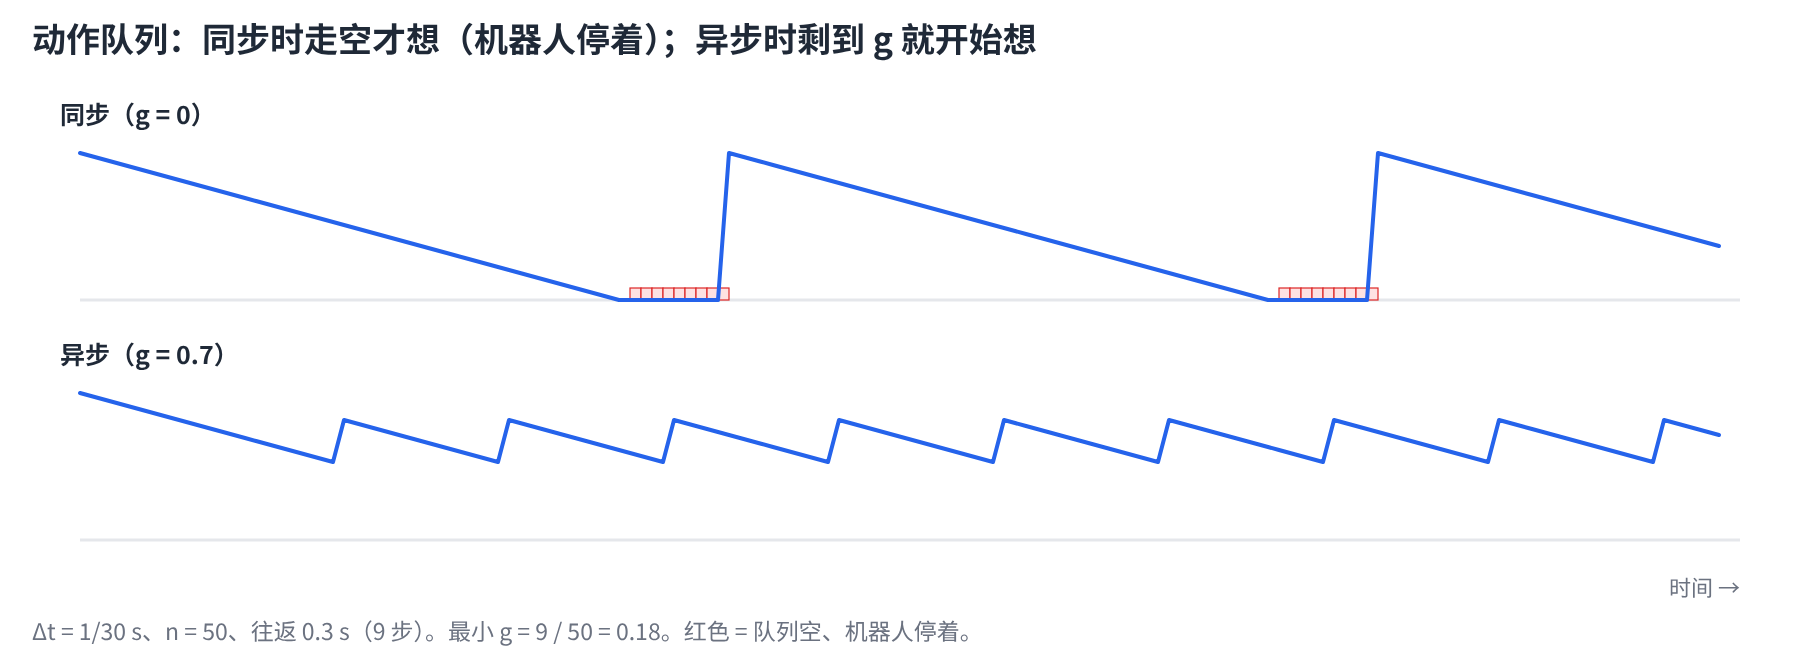 动作队列：同步时走空才想（机器人停着）；异步时剩到 g 就开始想
同步（g = 0）
异步（g = 0.7）
时间 →
Δt = 1/30 s、n = 50、往返 0.3 s（9 步）。最小 g = 9 / 50 = 0.18。红色 = 队列空、机器人停着。